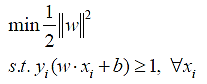 min 1/2 ||w||²
s.t. yᵢ(w · xᵢ + b) ≥ 1, ∀xᵢ